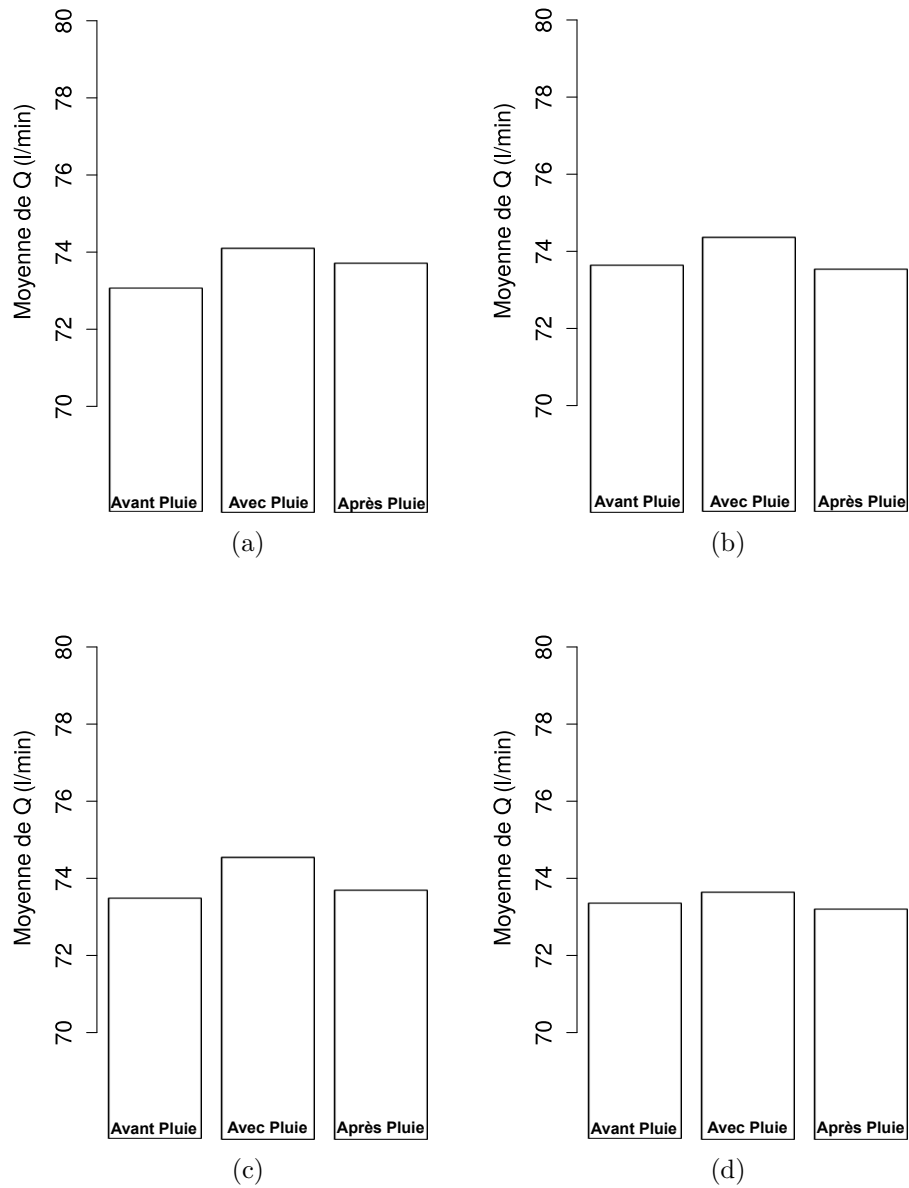 Moyenne de Q (l/min)
80
78
76
74
72
70
Avant Pluie
Avec Pluie
Après Pluie
(a)
Moyenne de Q (l/min)
80
78
76
74
72
70
Avant Pluie
Avec Pluie
Après Pluie
(b)
Moyenne de Q (l/min)
80
78
76
74
72
70
Avant Pluie
Avec Pluie
Après Pluie
(c)
Moyenne de Q (l/min)
80
78
76
74
72
70
Avant Pluie
Avec Pluie
Après Pluie
(d)